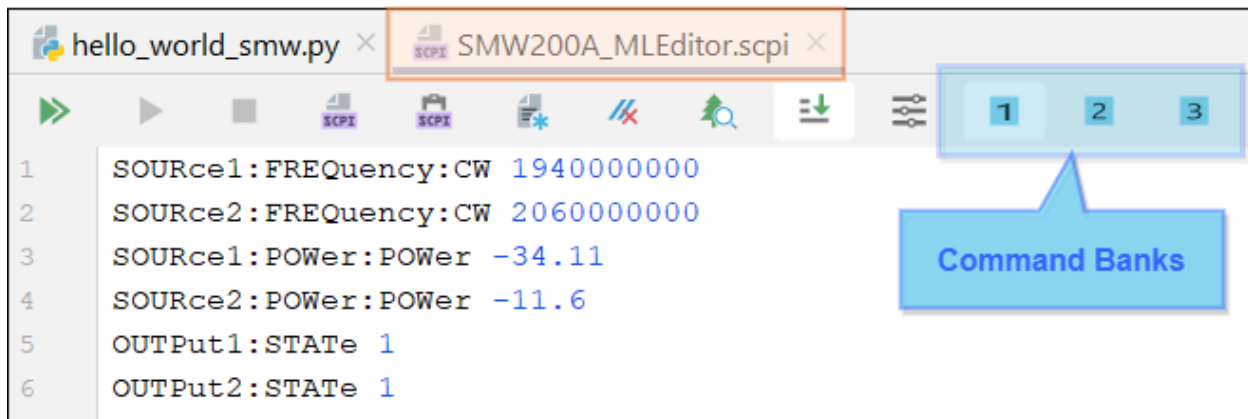 hello_world_smw.py SCPI SMW200A_MLEditor.scpi
SCPI SCPI 1 2 3
1 SOURce1:FREQuency:CW 1940000000
2 SOURce2:FREQuency:CW 2060000000
3 SOURce1:POWer:POWer -34.11
4 SOURce2:POWer:POWer -11.6
5 OUTPut1:STATe 1
6 OUTPut2:STATe 1
Command Banks